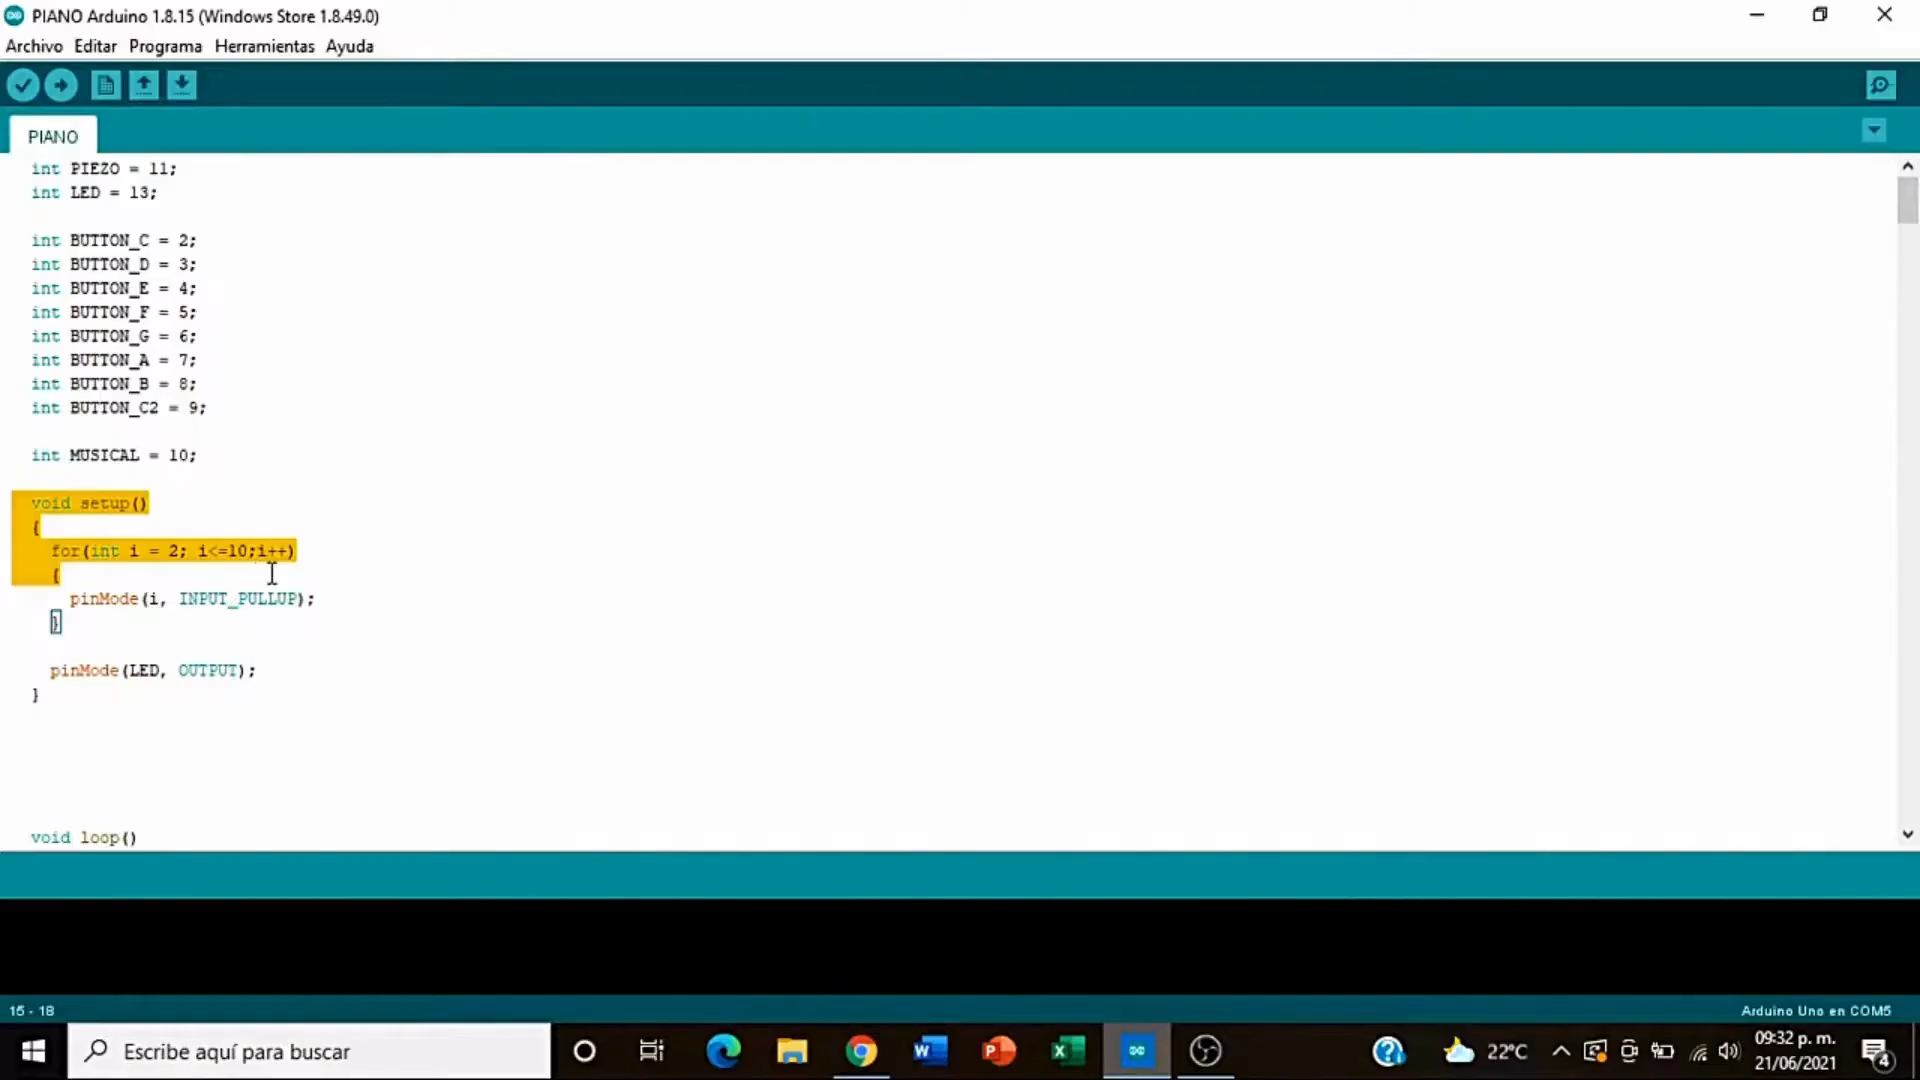 PIANO Arduino 1.8.15 (Windows Store 1.8.49.0)
Archivo Editar Programa Herramientas Ayuda
PIANO
int PIEZO = 11;
int LED = 13;
int BUTTON_C = 2;
int BUTTON_D = 3;
int BUTTON_E = 4;
int BUTTON_F = 5;
int BUTTON_G = 6;
int BUTTON_A = 7;
int BUTTON_B = 8;
int BUTTON_C2 = 9;
int MUSICAL = 10;
void setup()
{
for(int i = 2; i<=10;i++)
{
pinMode(i, INPUT_PULLUP);
}
pinMode(LED, OUTPUT);
}
void loop()
15 - 18
Arduino Uno en COM5
Escribe aquí para buscar
22°C
09:32 p. m.
21/06/2021
4